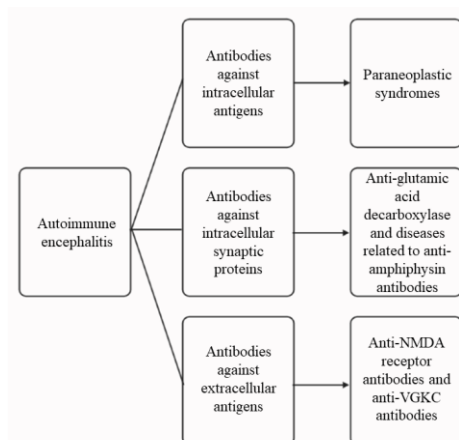 Autoimmune
encephalitis
Antibodies
against
intracellular
antigens
Paraneoplastic
syndromes
Antibodies
against
intracellular
synaptic
proteins
Anti-glutamic
acid
decarboxylase
and diseases
related to anti-
amphiphysin
antibodies
Antibodies
against
extracellular
antigens
Anti-NMDA
receptor
antibodies and
anti-VGKC
antibodies